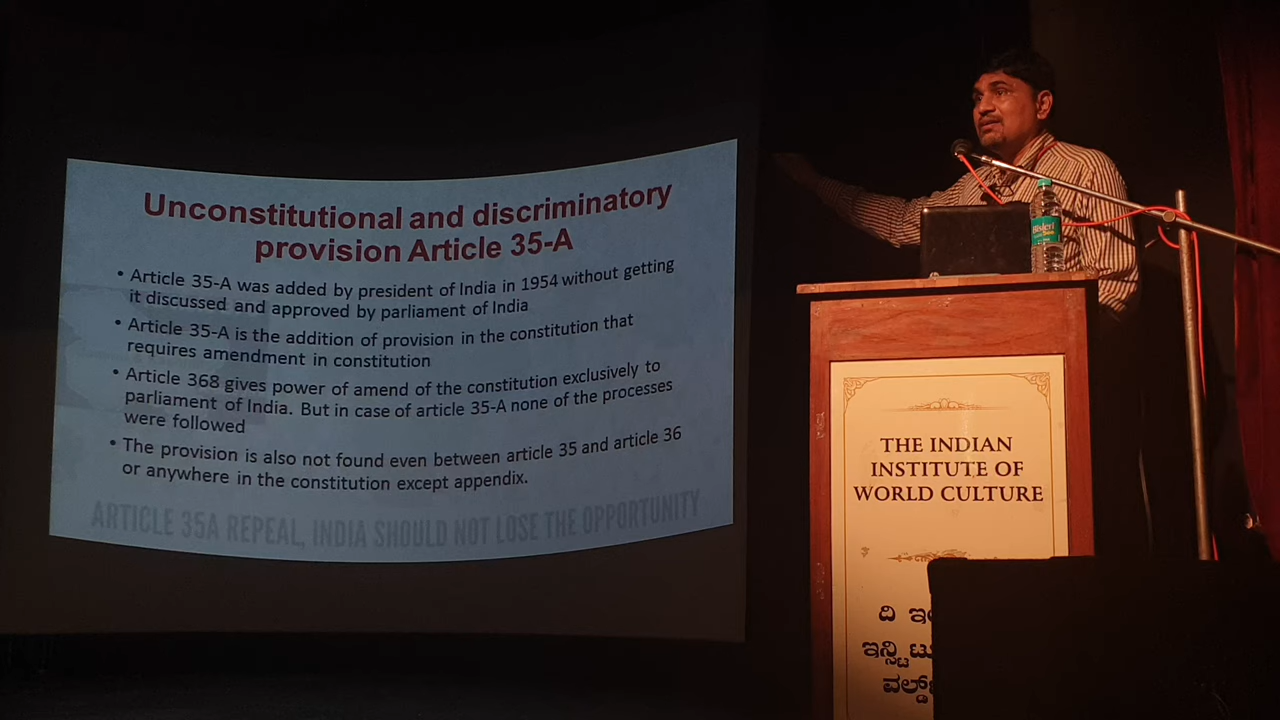 Unconstitutional and discriminatory
provision Article 35-A
• Article 35-A was added by president of India in 1954 without getting
it discussed and approved by parliament of India
• Article 35-A is the addition of provision in the constitution that
requires amendment in constitution
• Article 368 gives power of amend of the constitution exclusively to
parliament of India. But in case of article 35-A none of the processes
were followed
• The provision is also not found even between article 35 and article 36
or anywhere in the constitution except appendix.
ARTICLE 35A REPEAL, INDIA SHOULD NOT LOSE THE OPPORTUNITY
Bisleri
THE INDIAN
INSTITUTE OF
WORLD CULTURE
ದಿ